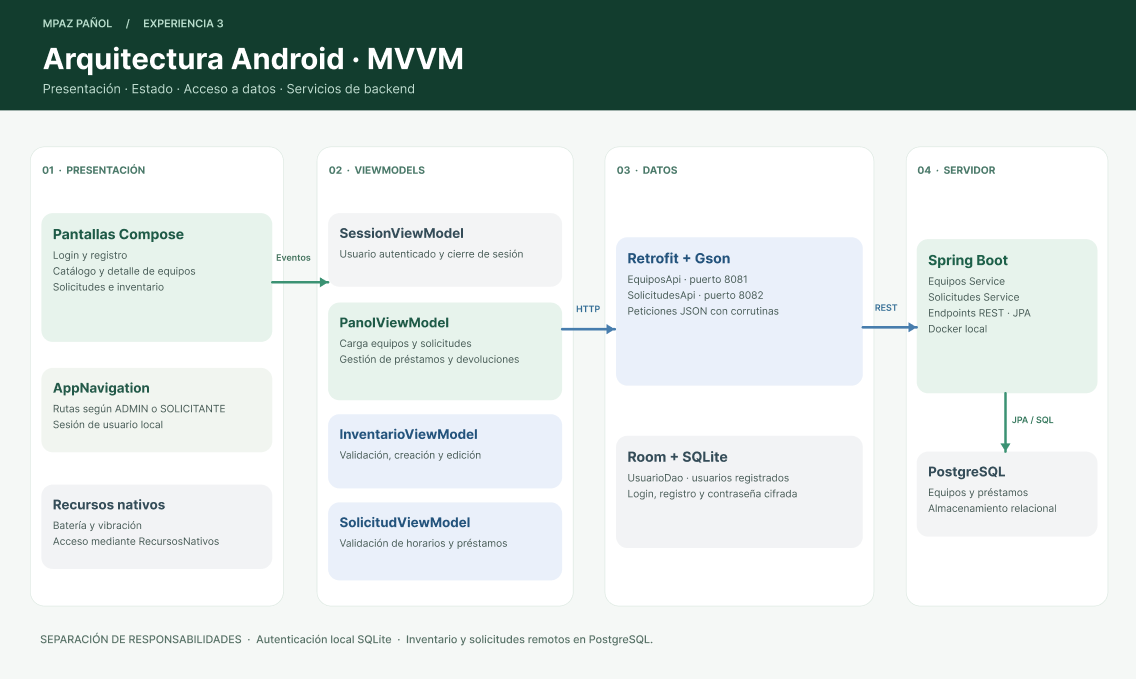 MPAZ PAÑOL / EXPERIENCIA 3
Arquitectura Android · MVVM
Presentación · Estado · Acceso a datos · Servicios de backend
01 · PRESENTACIÓN
Pantallas Compose
Login y registro
Catálogo y detalle de equipos
Solicitudes e inventario
AppNavigation
Rutas según ADMIN o SOLICITANTE
Sesión de usuario local
Recursos nativos
Batería y vibración
Acceso mediante RecursosNativos
Eventos
02 · VIEWMODELS
SessionViewModel
Usuario autenticado y cierre de sesión
PanolViewModel
Carga equipos y solicitudes
Gestión de préstamos y devoluciones
InventarioViewModel
Validación, creación y edición
SolicitudViewModel
Validación de horarios y préstamos
HTTP
03 · DATOS
Retrofit + Gson
EquiposApi · puerto 8081
SolicitudesApi · puerto 8082
Peticiones JSON con corrutinas
Room + SQLite
UsuarioDao · usuarios registrados
Login, registro y contraseña cifrada
REST
04 · SERVIDOR
Spring Boot
Equipos Service
Solicitudes Service
Endpoints REST · JPA
Docker local
JPA / SQL
PostgreSQL
Equipos y préstamos
Almacenamiento relacional
SEPARACIÓN DE RESPONSABILIDADES · Autenticación local SQLite · Inventario y solicitudes remotos en PostgreSQL.